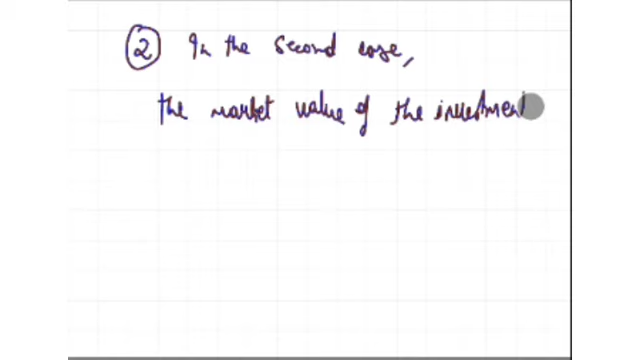 ② In the second case,
the market value of the investment